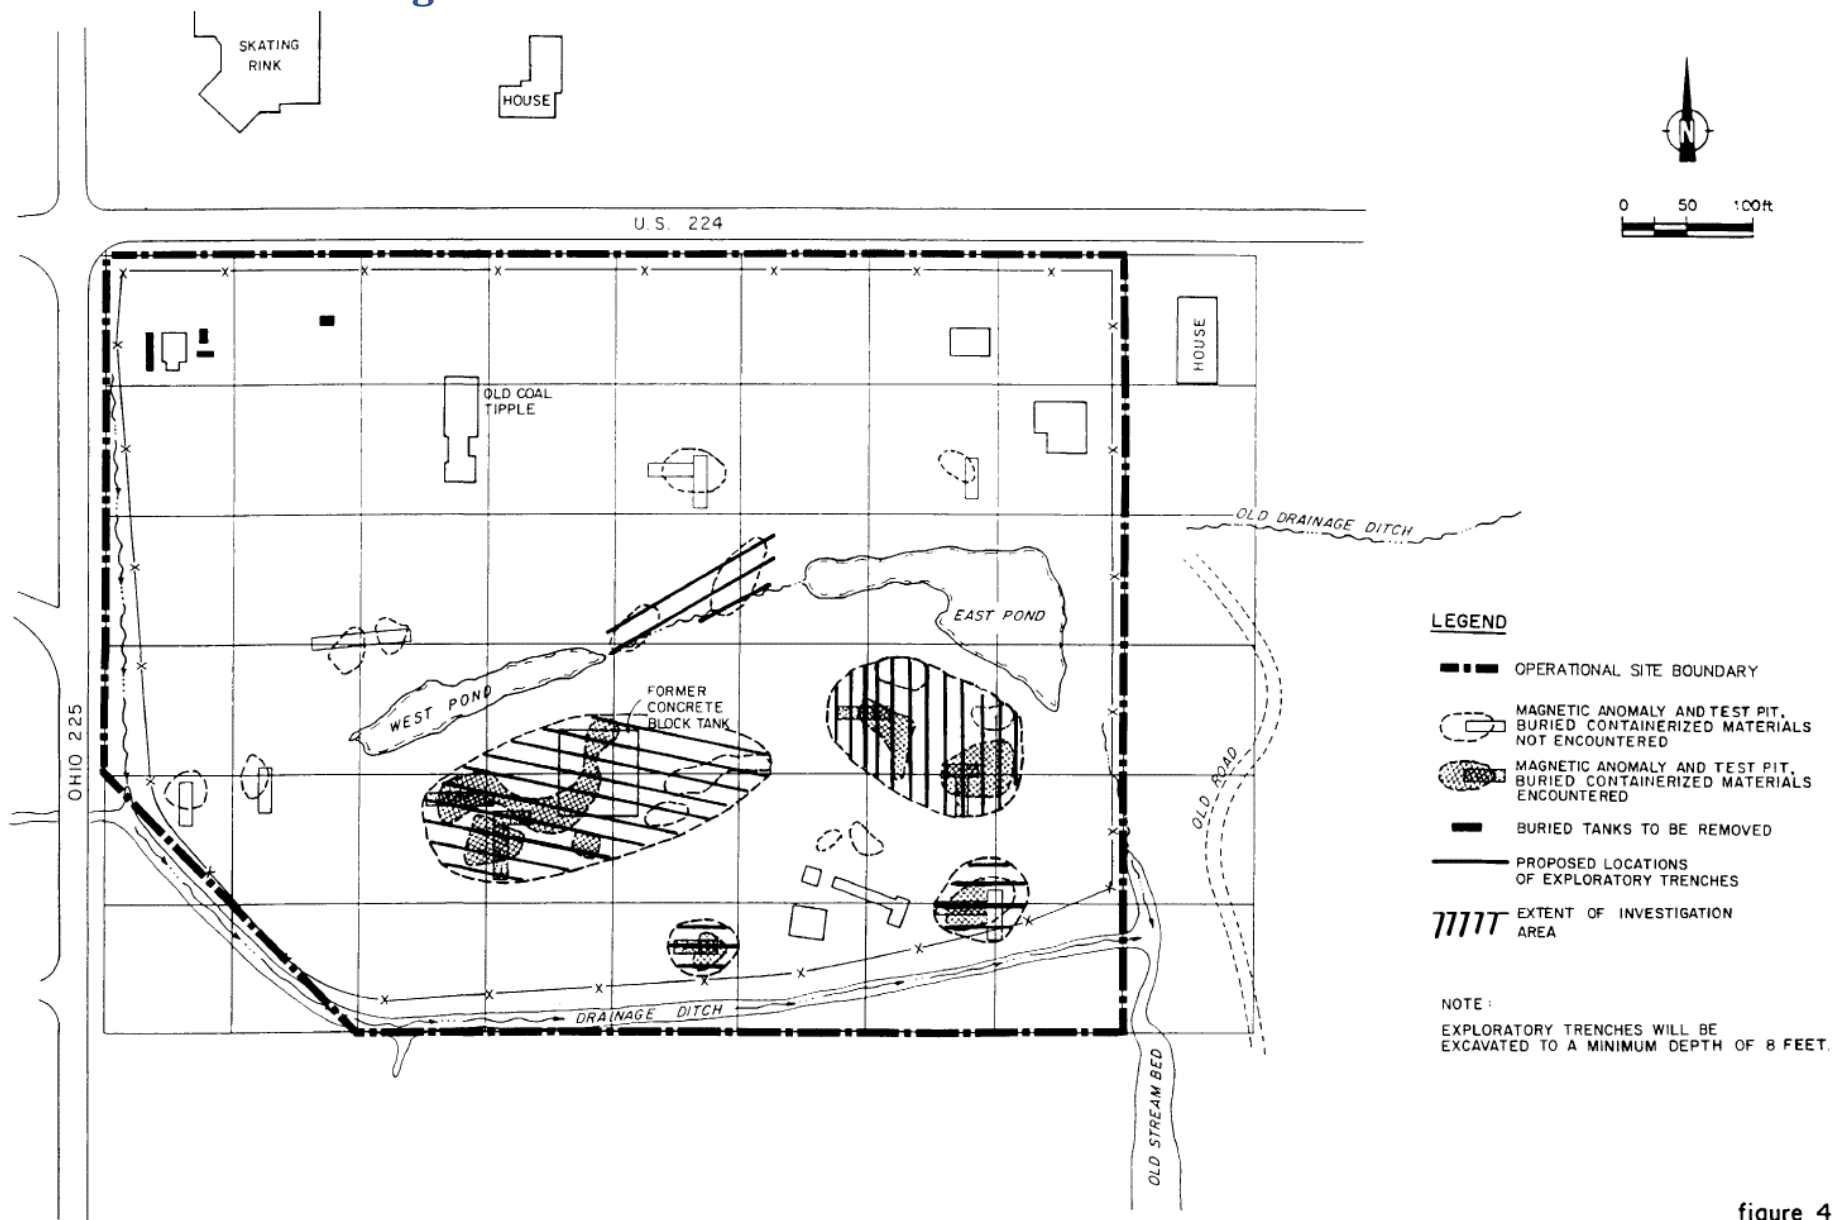 SKATING
RINK
HOUSE
N
0 50 100ft
U.S. 224
HOUSE
OLD COAL
TIPPLE
OLD DRAINAGE DITCH
EAST POND
WEST POND
FORMER
CONCRETE
BLOCK TANK
OHIO 225
OLD ROAD
DRAINAGE DITCH
OLD STREAM BED
LEGEND
OPERATIONAL SITE BOUNDARY
MAGNETIC ANOMALY AND TEST PIT,
BURIED CONTAINERIZED MATERIALS
NOT ENCOUNTERED
MAGNETIC ANOMALY AND TEST PIT,
BURIED CONTAINERIZED MATERIALS
ENCOUNTERED
BURIED TANKS TO BE REMOVED
PROPOSED LOCATIONS
OF EXPLORATORY TRENCHES
EXTENT OF INVESTIGATION
AREA
NOTE:
EXPLORATORY TRENCHES WILL BE
EXCAVATED TO A MINIMUM DEPTH OF 8 FEET.
figure 4